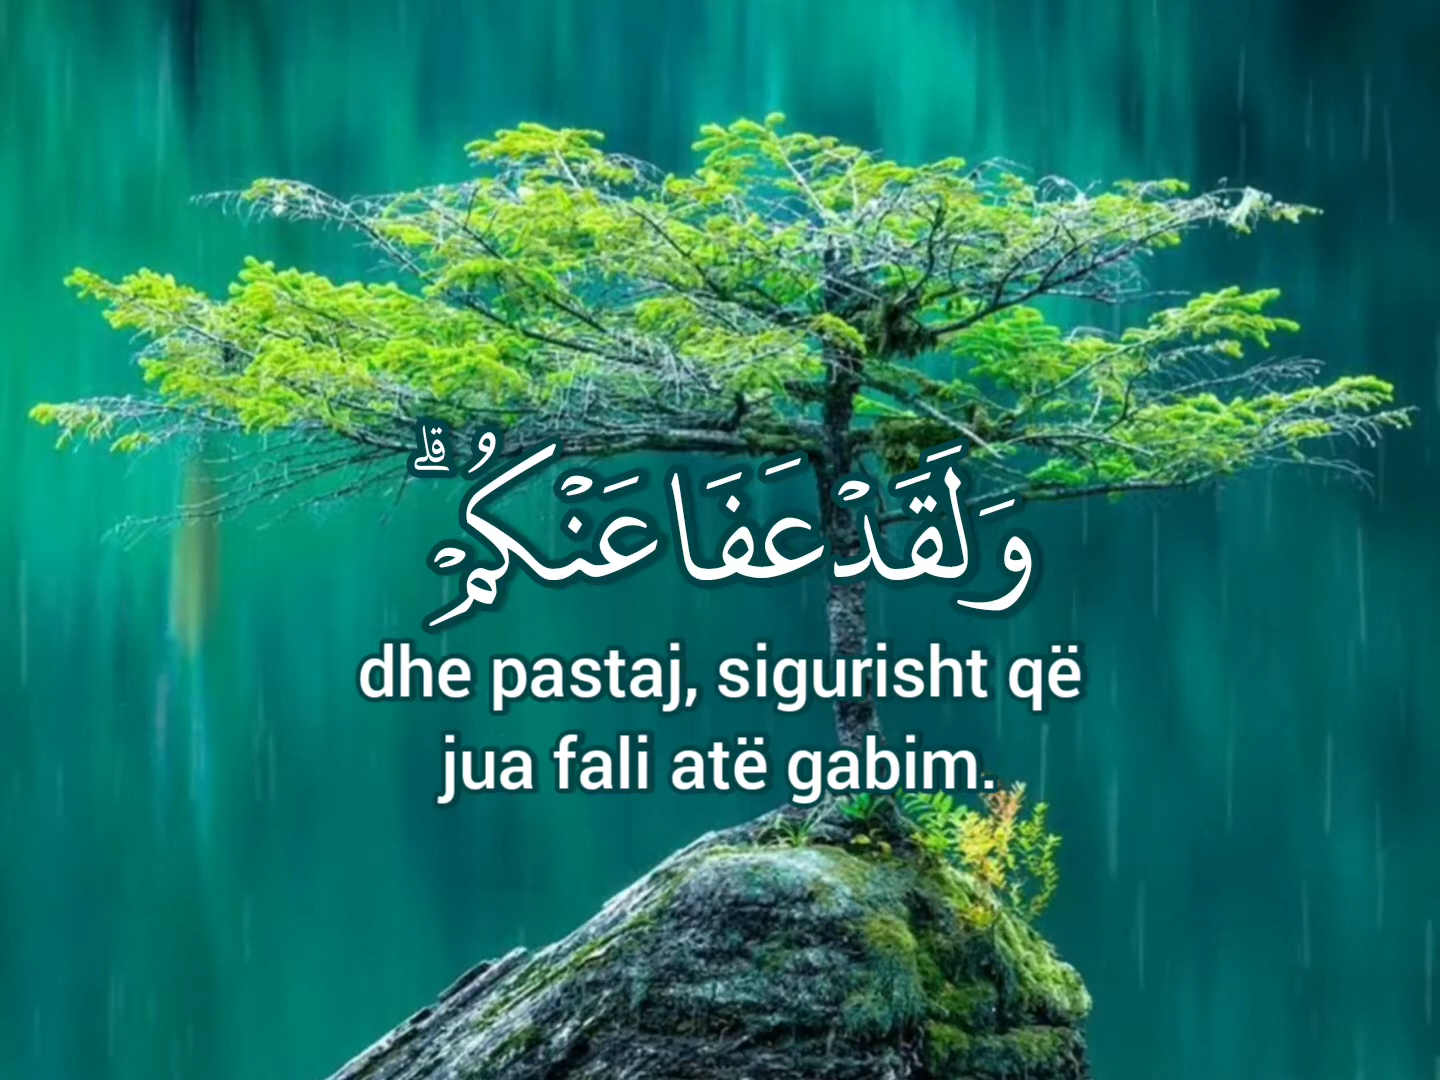 وَلَقَدْ عَفَا عَنْكُمْ ۗ
dhe pastaj, sigurisht që
jua fali atë gabim.